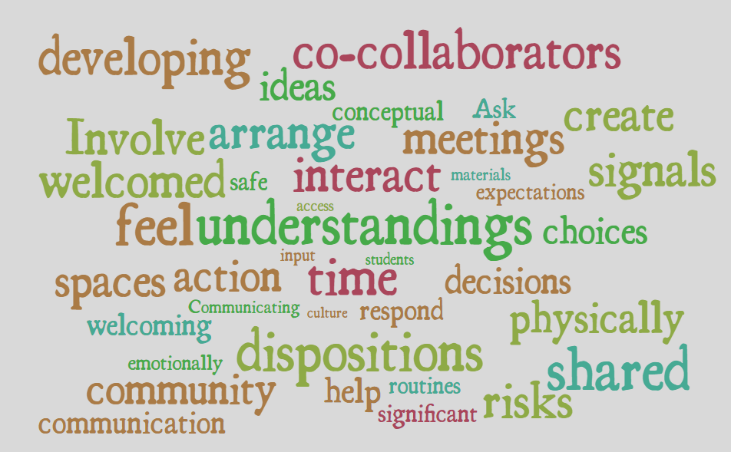 developing co-collaborators
ideas
conceptual Ask create
Involve arrange meetings
welcomed safe interact materials signals
expectations
access
feel understandings choices
input students
spaces action time decisions
Communicating culture respond physically
welcoming
emotionally dispositions shared
community help routines
significant risks
communication